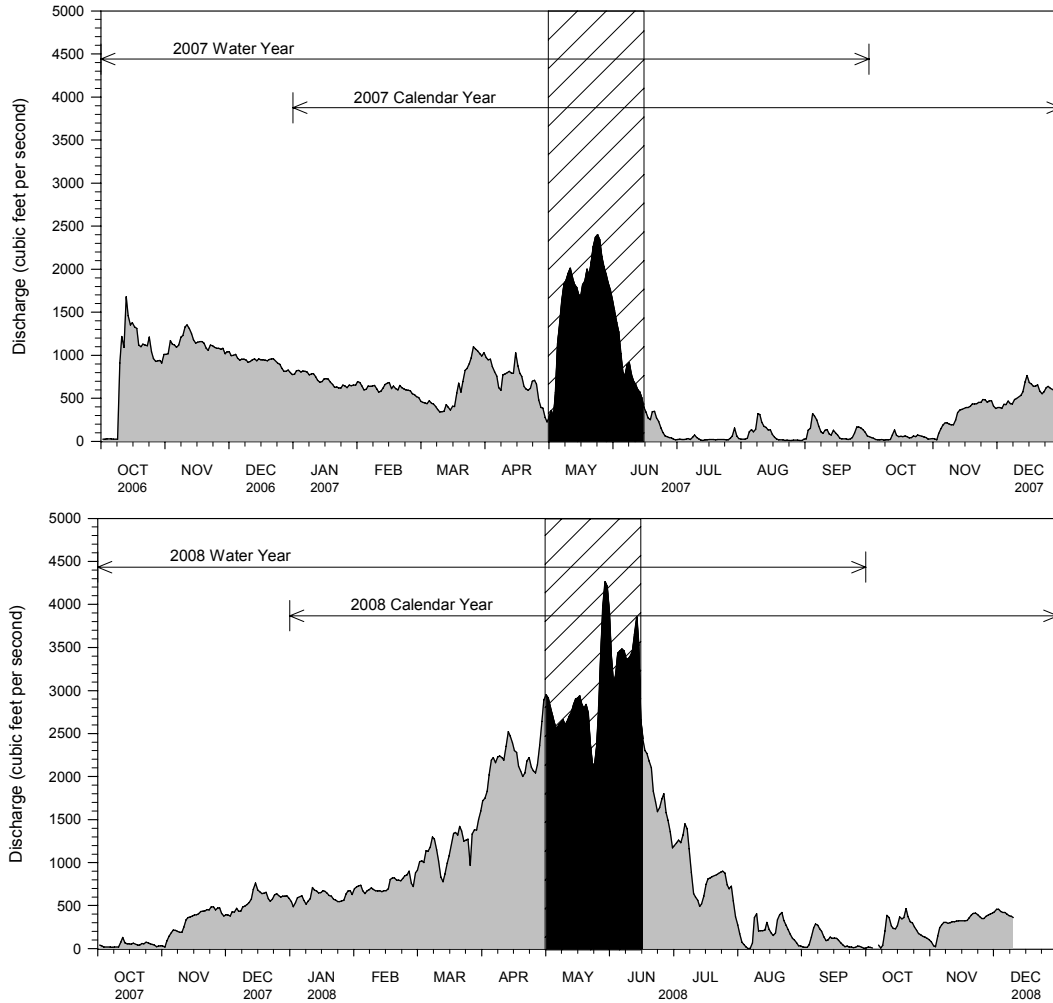 5000
4500
4000
3500
3000
2500
2000
1500
1000
500
0
Discharge (cubic feet per second)
2007 Water Year
2007 Calendar Year
OCT NOV DEC JAN FEB MAR APR MAY JUN JUL AUG SEP OCT NOV DEC
2006 2006 2007 2007 2007
5000
4500
4000
3500
3000
2500
2000
1500
1000
500
0
Discharge (cubic feet per second)
2008 Water Year
2008 Calendar Year
OCT NOV DEC JAN FEB MAR APR MAY JUN JUL AUG SEP OCT NOV DEC
2007 2007 2008 2008 2008